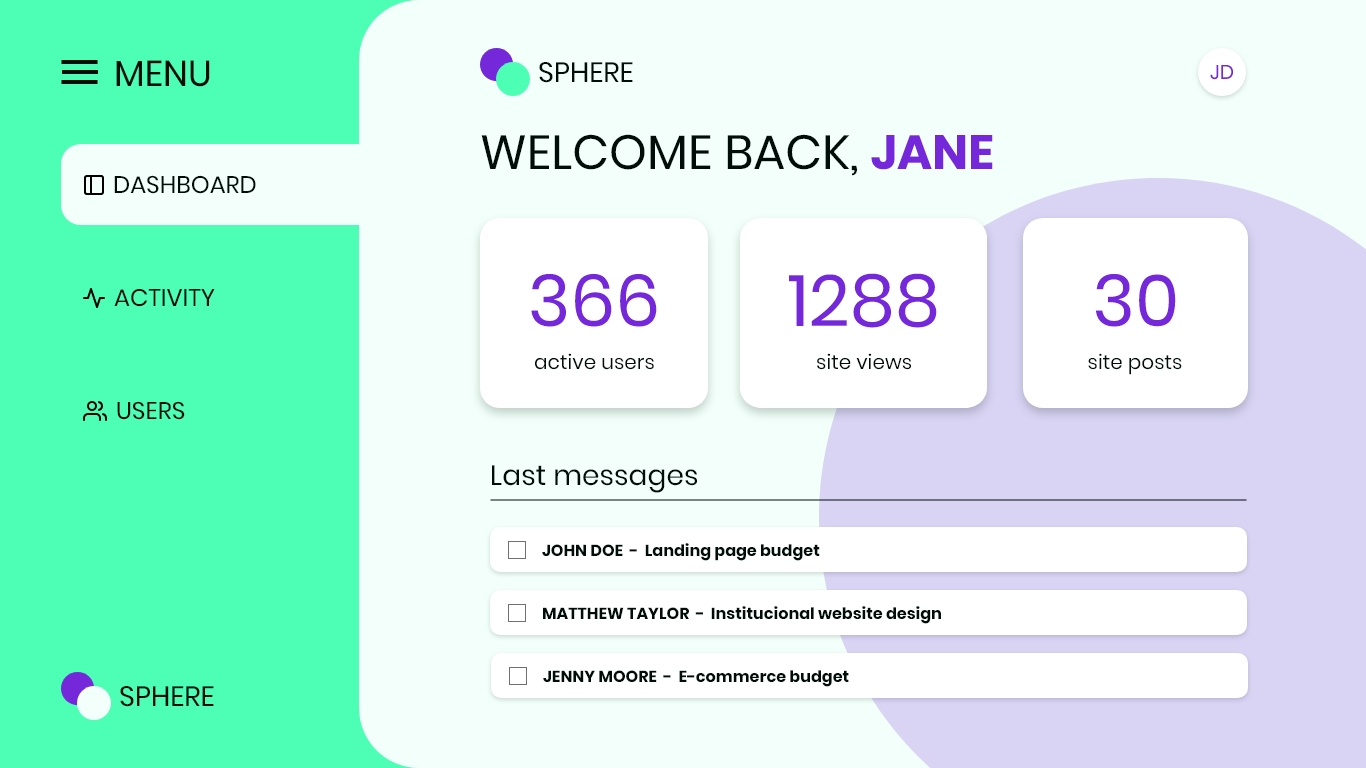 MENU
DASHBOARD
ACTIVITY
USERS
SPHERE
SPHERE
JD
WELCOME BACK, JANE
366
active users
1288
site views
30
site posts
Last messages
JOHN DOE - Landing page budget
MATTHEW TAYLOR - Institucional website design
JENNY MOORE - E-commerce budget